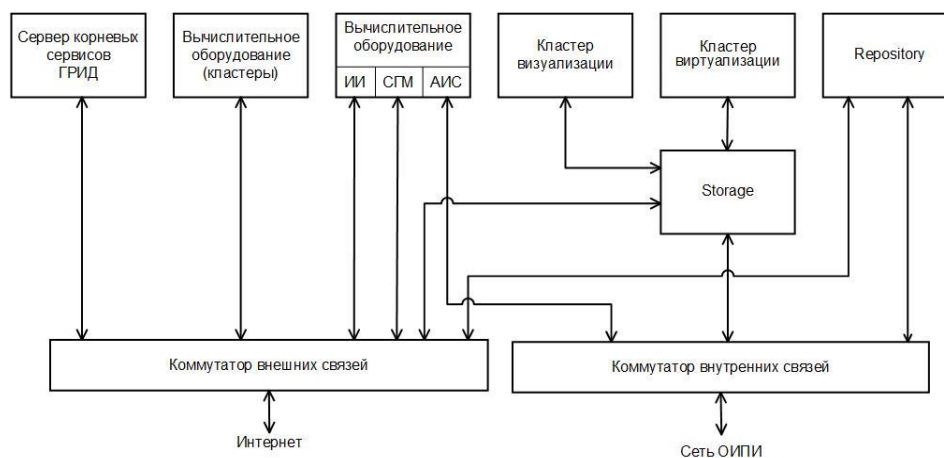 Сервер корневых
сервисов
ГРИД
Вычислительное
оборудование
(кластеры)
Вычислительное
оборудование
ИИ
СГМ
АИС
Кластер
визуализации
Кластер
виртуализации
Repository
Storage
Коммутатор внешних связей
Коммутатор внутренних связей
Интернет
Сеть ОИПИ